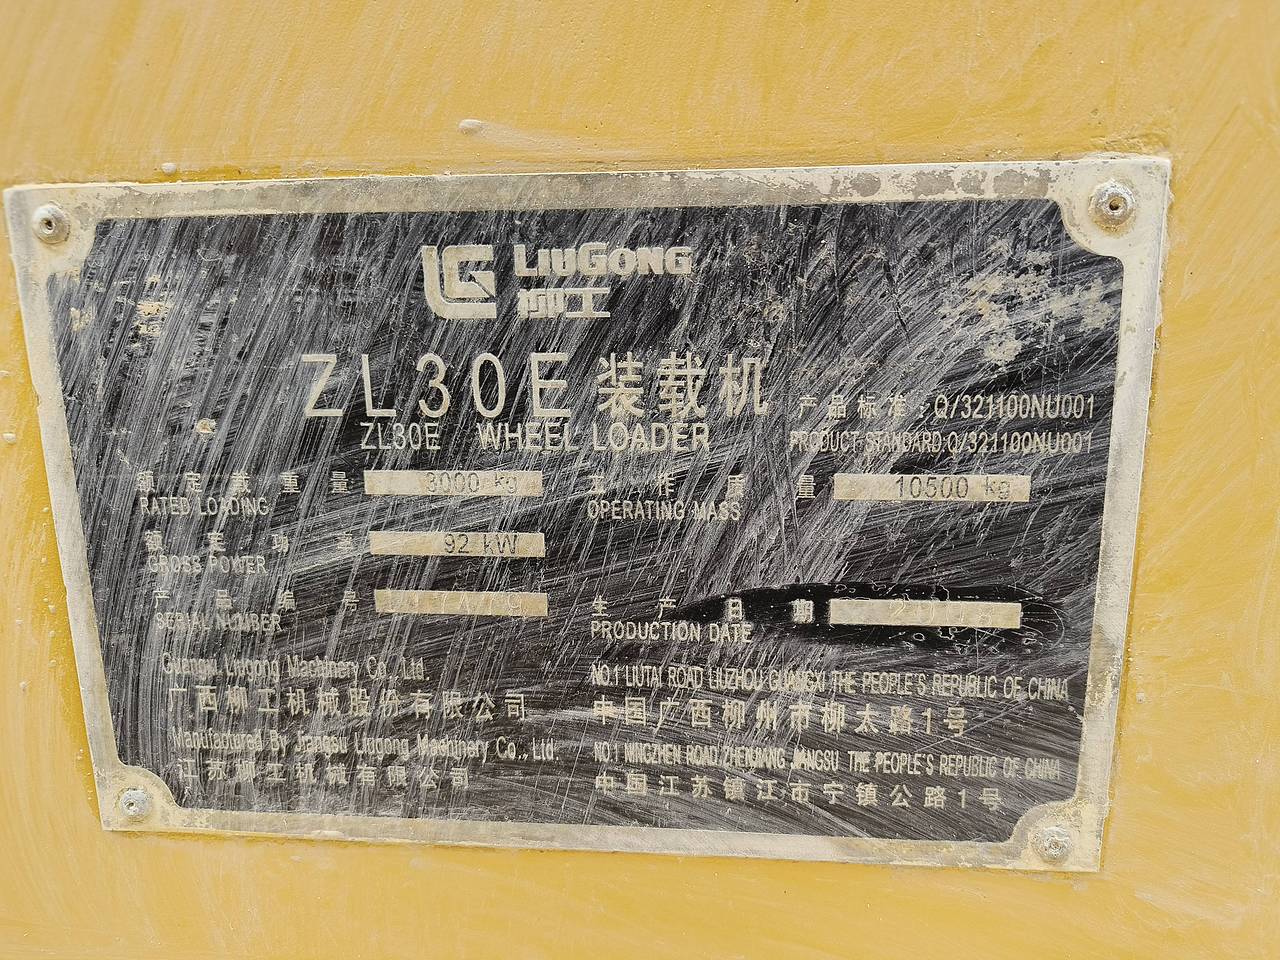 LG LIUGONG
柳工
ZL30E 装载机
ZL30E WHEEL LOADER
产品标准:Q/321100NU001
PRODUCT STANDARD:Q/321100NU001
额定载重量 3000 kg
RATED LOADING
工作质量 10500 kg
OPERATING MASS
额定功率 92 kW
GROSS POWER
产品编号
SERIAL NUMBER
生产日期
PRODUCTION DATE
Guangxi Liugong Machinery Co., Ltd.
广西柳工机械股份有限公司
NO.1 LIUTAI ROAD LIUZHOU GUANGXI THE PEOPLE'S REPUBLIC OF CHINA
中国广西柳州市柳太路1号
Manufactured By Jiangsu Liugong Machinery Co., Ltd.
江苏柳工机械有限公司
NO.1 NINGZHEN ROAD ZHENJIANG JIANGSU THE PEOPLE'S REPUBLIC OF CHINA
中国江苏镇江市宁镇公路1号